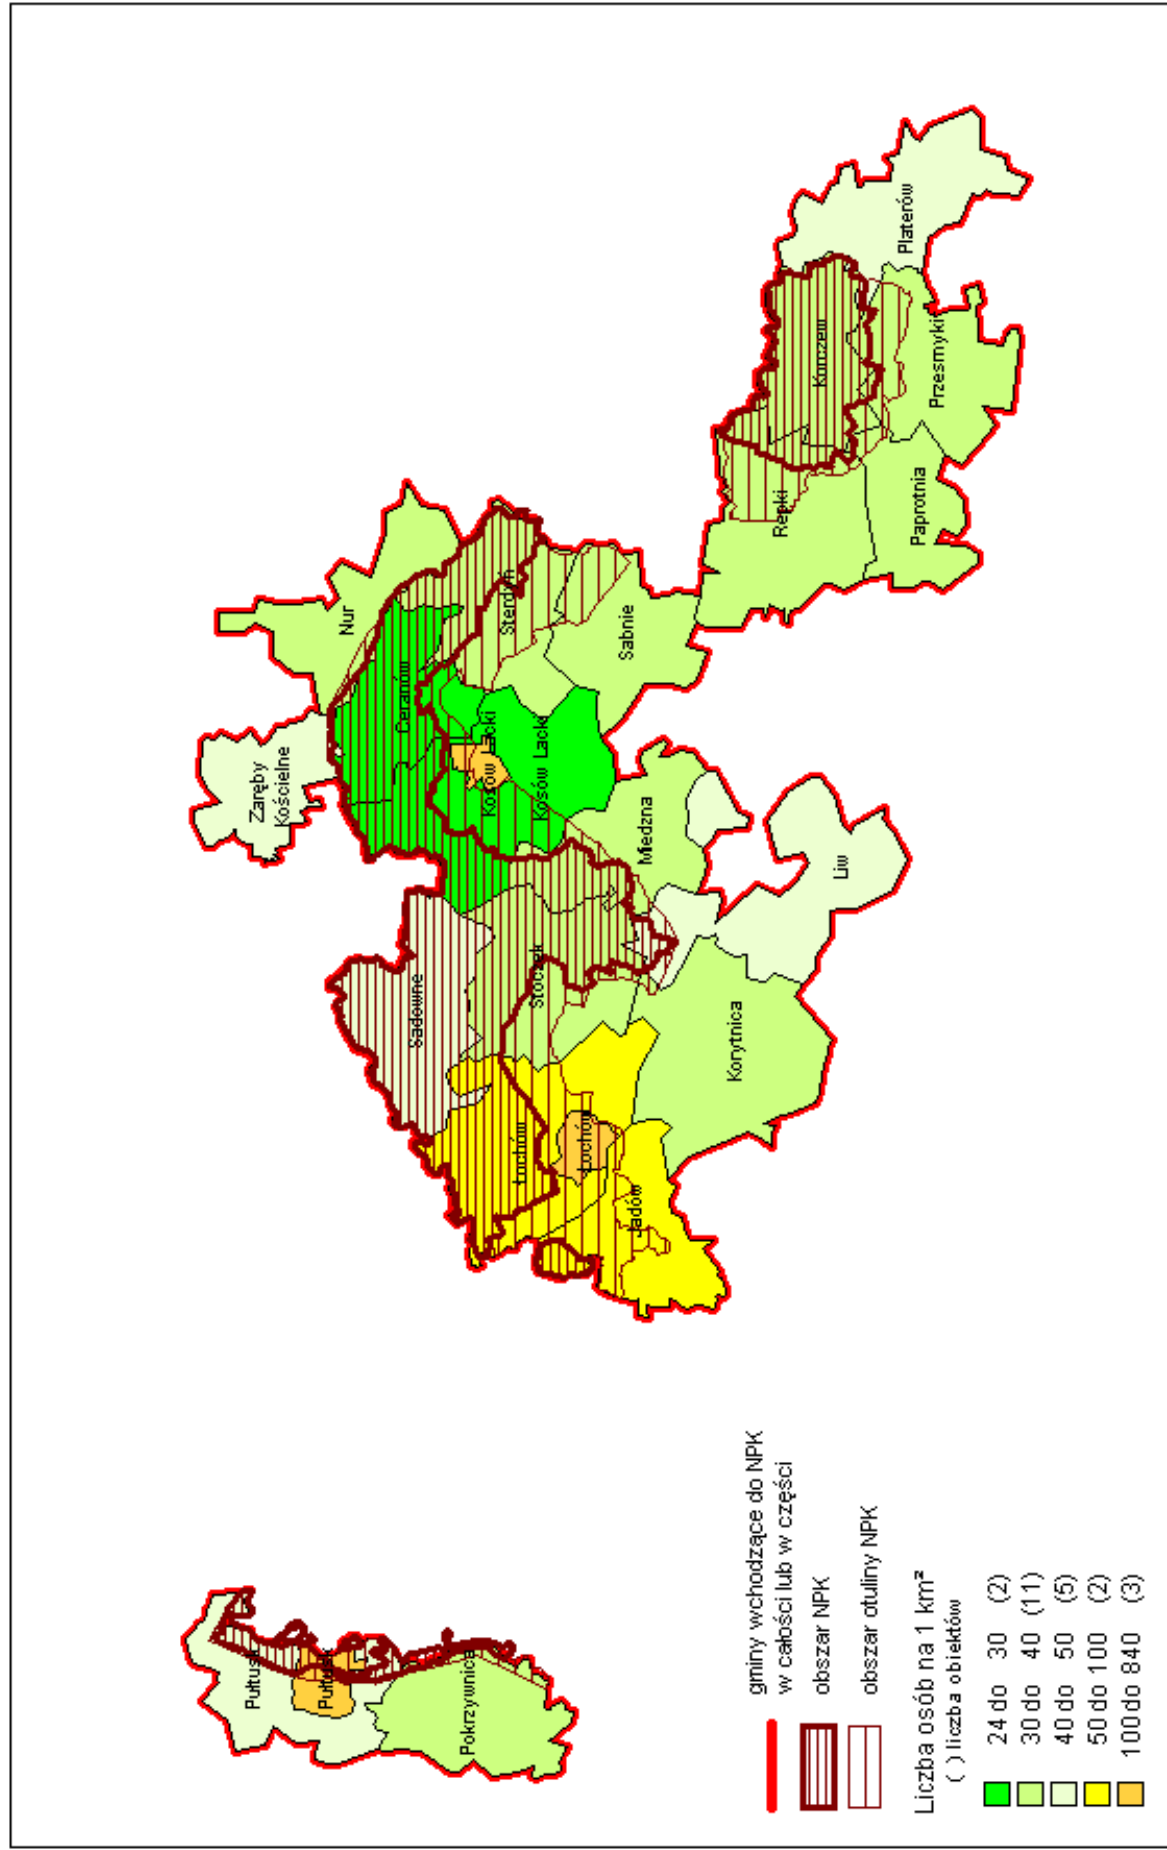 Pułtusk
Pułtusk
Pokrzywnica
Zaręby
Kościelne
Nur
Sadowne
Ceranów
Sterdyń
Łochów
Stoczek
Kosów Lacki
Kosów Lacki
Łochów
Jadów
Miedzna
Sabnie
Korytnica
Liw
Repki
Korczew
Platerów
Paprotnia
Przesmyki
gminy wchodzące do NPK
w całości lub w części
obszar NPK
obszar otuliny NPK
Liczba osób na 1 km²
( ) liczba obiektów
24 do 30 (2)
30 do 40 (11)
40 do 50 (5)
50 do 100 (2)
100 do 840 (3)